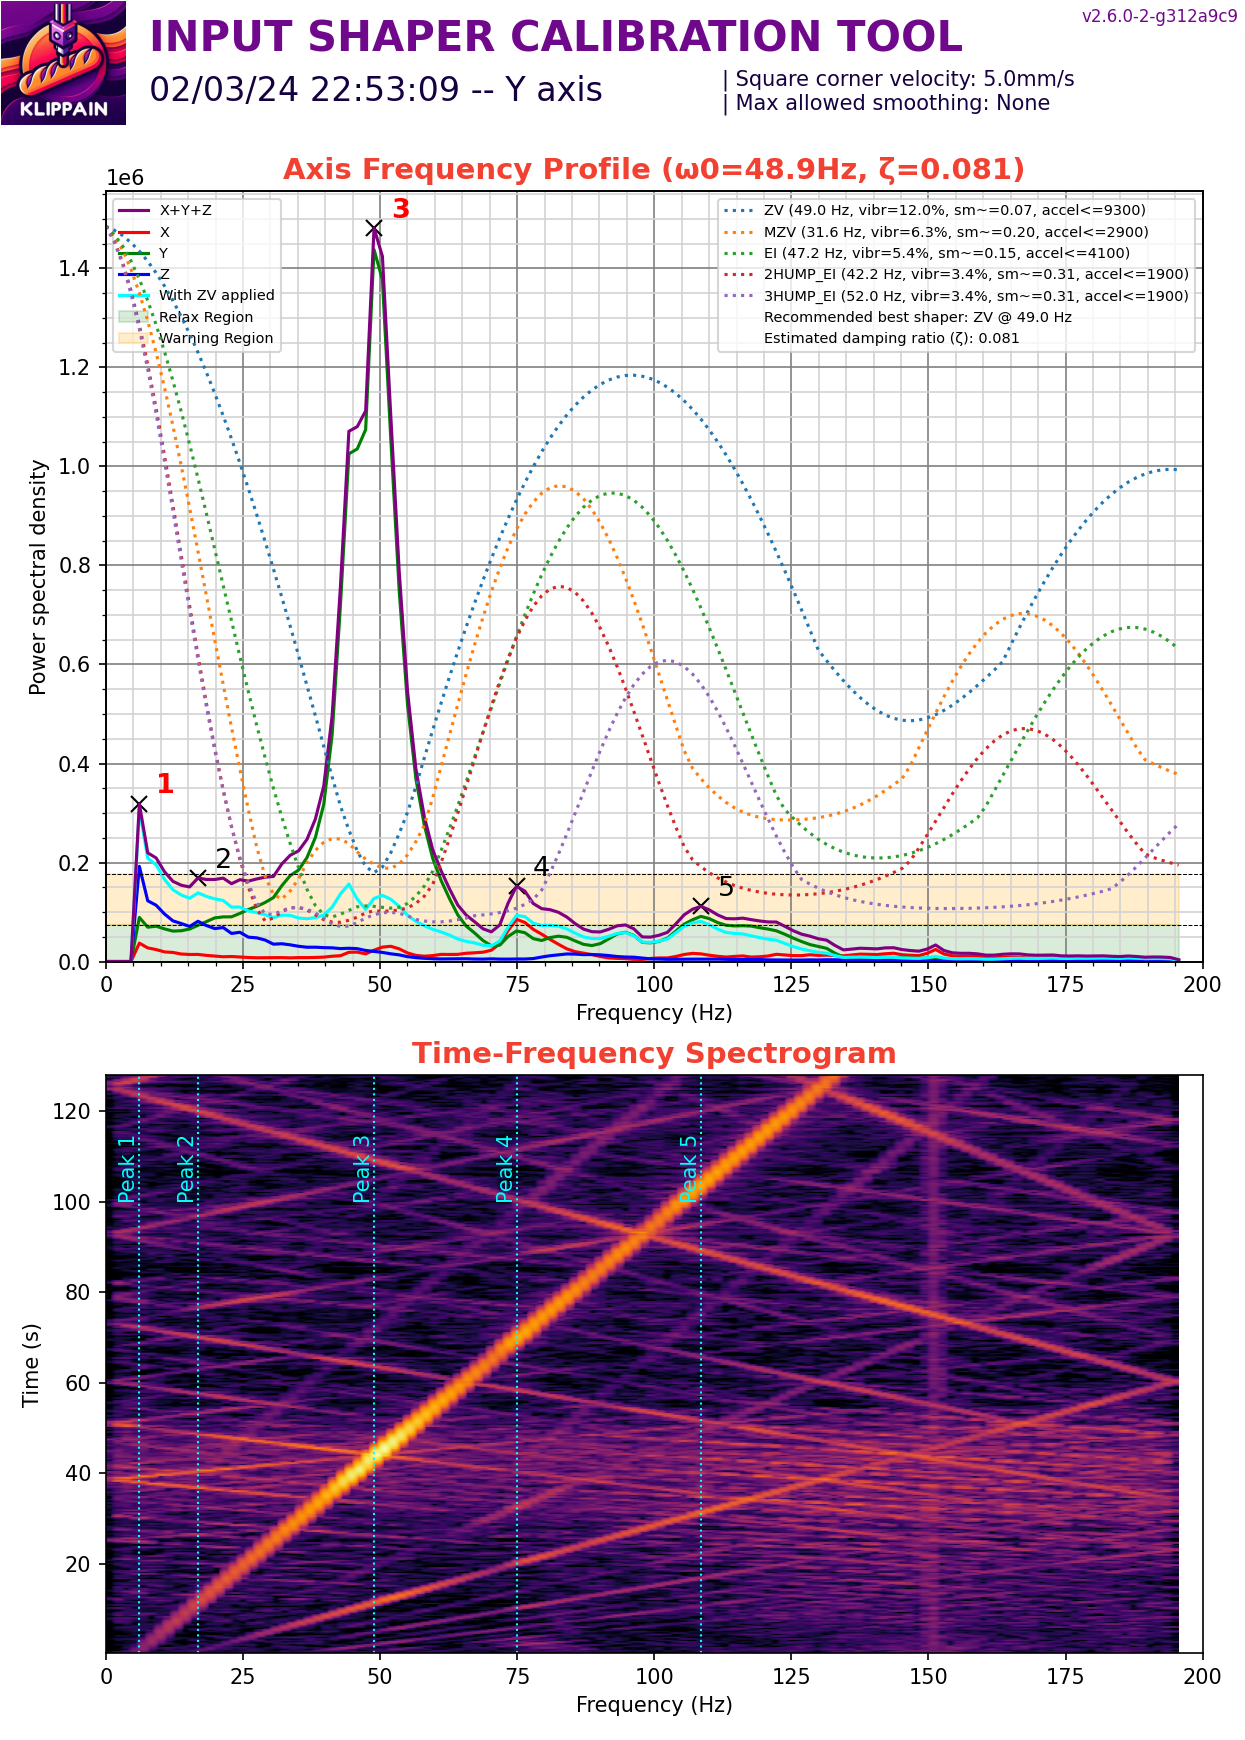 v2.6.0-2-g312a9c9
INPUT SHAPER CALIBRATION TOOL
02/03/24 22:53:09 -- Y axis
| Square corner velocity: 5.0mm/s
| Max allowed smoothing: None
KLIPPAIN
Axis Frequency Profile (ω0=48.9Hz, ζ=0.081)
1e6
X+Y+Z
X
Y
Z
With ZV applied
Relax Region
Warning Region
ZV (49.0 Hz, vibr=12.0%, sm~=0.07, accel<=9300)
MZV (31.6 Hz, vibr=6.3%, sm~=0.20, accel<=2900)
EI (47.2 Hz, vibr=5.4%, sm~=0.15, accel<=4100)
2HUMP_EI (42.2 Hz, vibr=3.4%, sm~=0.31, accel<=1900)
3HUMP_EI (52.0 Hz, vibr=3.4%, sm~=0.31, accel<=1900)
Recommended best shaper: ZV @ 49.0 Hz
Estimated damping ratio (ζ): 0.081
3
1
2
4
5
Power spectral density
1.4
1.2
1.0
0.8
0.6
0.4
0.2
0.0
0 25 50 75 100 125 150 175 200
Frequency (Hz)
Time-Frequency Spectrogram
Peak 1
Peak 2
Peak 3
Peak 4
Peak 5
Time (s)
120
100
80
60
40
20
0 25 50 75 100 125 150 175 200
Frequency (Hz)